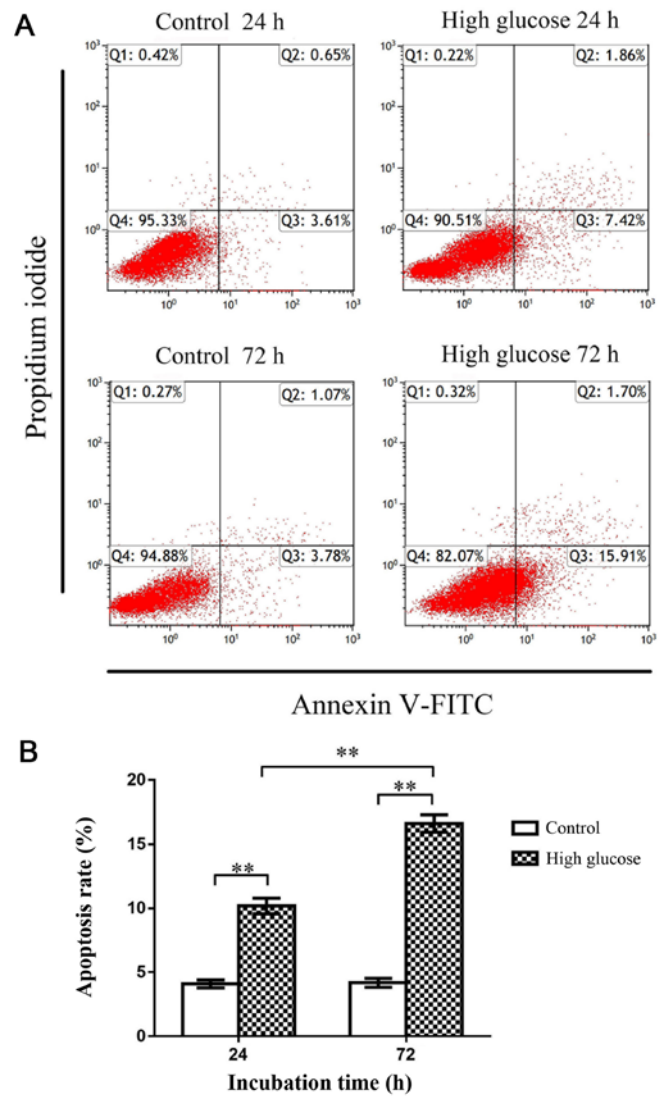 A
Control 24 h
High glucose 24 h
Q1: 0.42%
Q2: 0.65%
Q4: 95.33%
Q3: 3.61%
10³
10²
10¹
10⁰
10⁰ 10¹ 10² 10³
Q1: 0.22%
Q2: 1.86%
Q4: 90.51%
Q3: 7.42%
10³
10²
10¹
10⁰
10⁰ 10¹ 10² 10³
Propidium iodide
Control 72 h
High glucose 72 h
Q1: 0.27%
Q2: 1.07%
Q4: 94.88%
Q3: 3.78%
10³
10²
10¹
10⁰
10⁰ 10¹ 10² 10³
Q1: 0.32%
Q2: 1.70%
Q4: 82.07%
Q3: 15.91%
10³
10²
10¹
10⁰
10⁰ 10¹ 10² 10³
Annexin V-FITC
B
**
**
**
20
15
10
5
0
Apoptosis rate (%)
24 72
Incubation time (h)
Control
High glucose